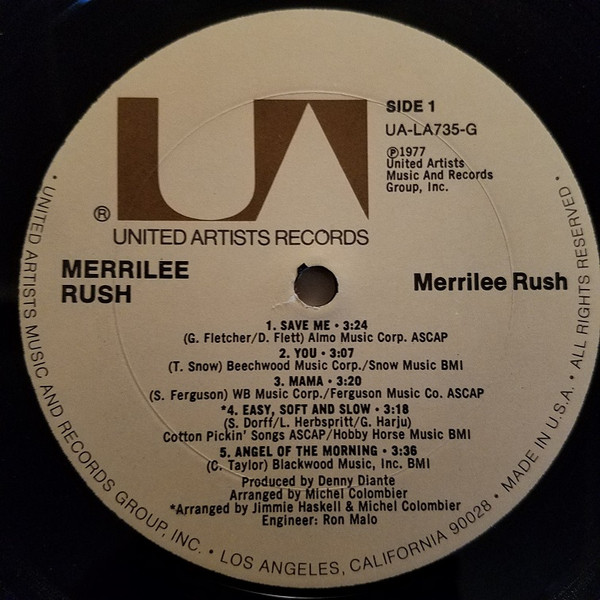 UA
SIDE 1
UA-LA735-G
Ⓟ1977
United Artists
Music And Records
Group, Inc.
®
UNITED ARTISTS RECORDS
MERRILEE
RUSH
Merrilee Rush
1. SAVE ME • 3:24
(G. Fletcher/D. Flett) Almo Music Corp. ASCAP
2. YOU • 3:07
(T. Snow) Beechwood Music Corp./Snow Music BMI
3. MAMA • 3:20
(S. Ferguson) WB Music Corp./Ferguson Music Co. ASCAP
*4. EASY, SOFT AND SLOW • 3:18
(S. Dorff/L. Herbspritt/G. Harju)
Cotton Pickin' Songs ASCAP/Hobby Horse Music BMI
5. ANGEL OF THE MORNING • 3:36
(C. Taylor) Blackwood Music, Inc. BMI
Produced by Denny Diante
Arranged by Michel Colombier
*Arranged by Jimmie Haskell & Michel Colombier
Engineer: Ron Malo
• UNITED ARTISTS MUSIC AND RECORDS GROUP, INC. • LOS ANGELES, CALIFORNIA 90028 • MADE IN U.S.A. • ALL RIGHTS RESERVED •